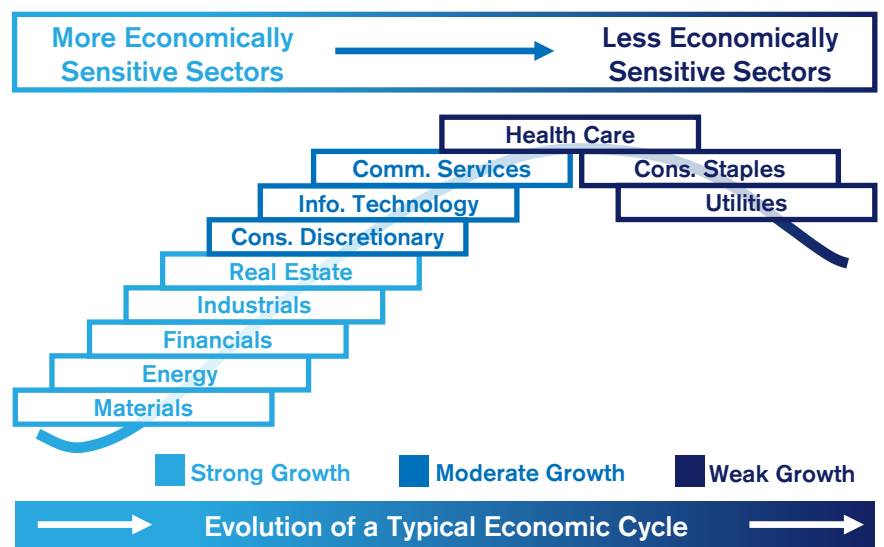 More Economically
Sensitive Sectors
Less Economically
Sensitive Sectors
Health Care
Comm. Services
Cons. Staples
Info. Technology
Utilities
Cons. Discretionary
Real Estate
Industrials
Financials
Energy
Materials
Strong Growth
Moderate Growth
Weak Growth
Evolution of a Typical Economic Cycle